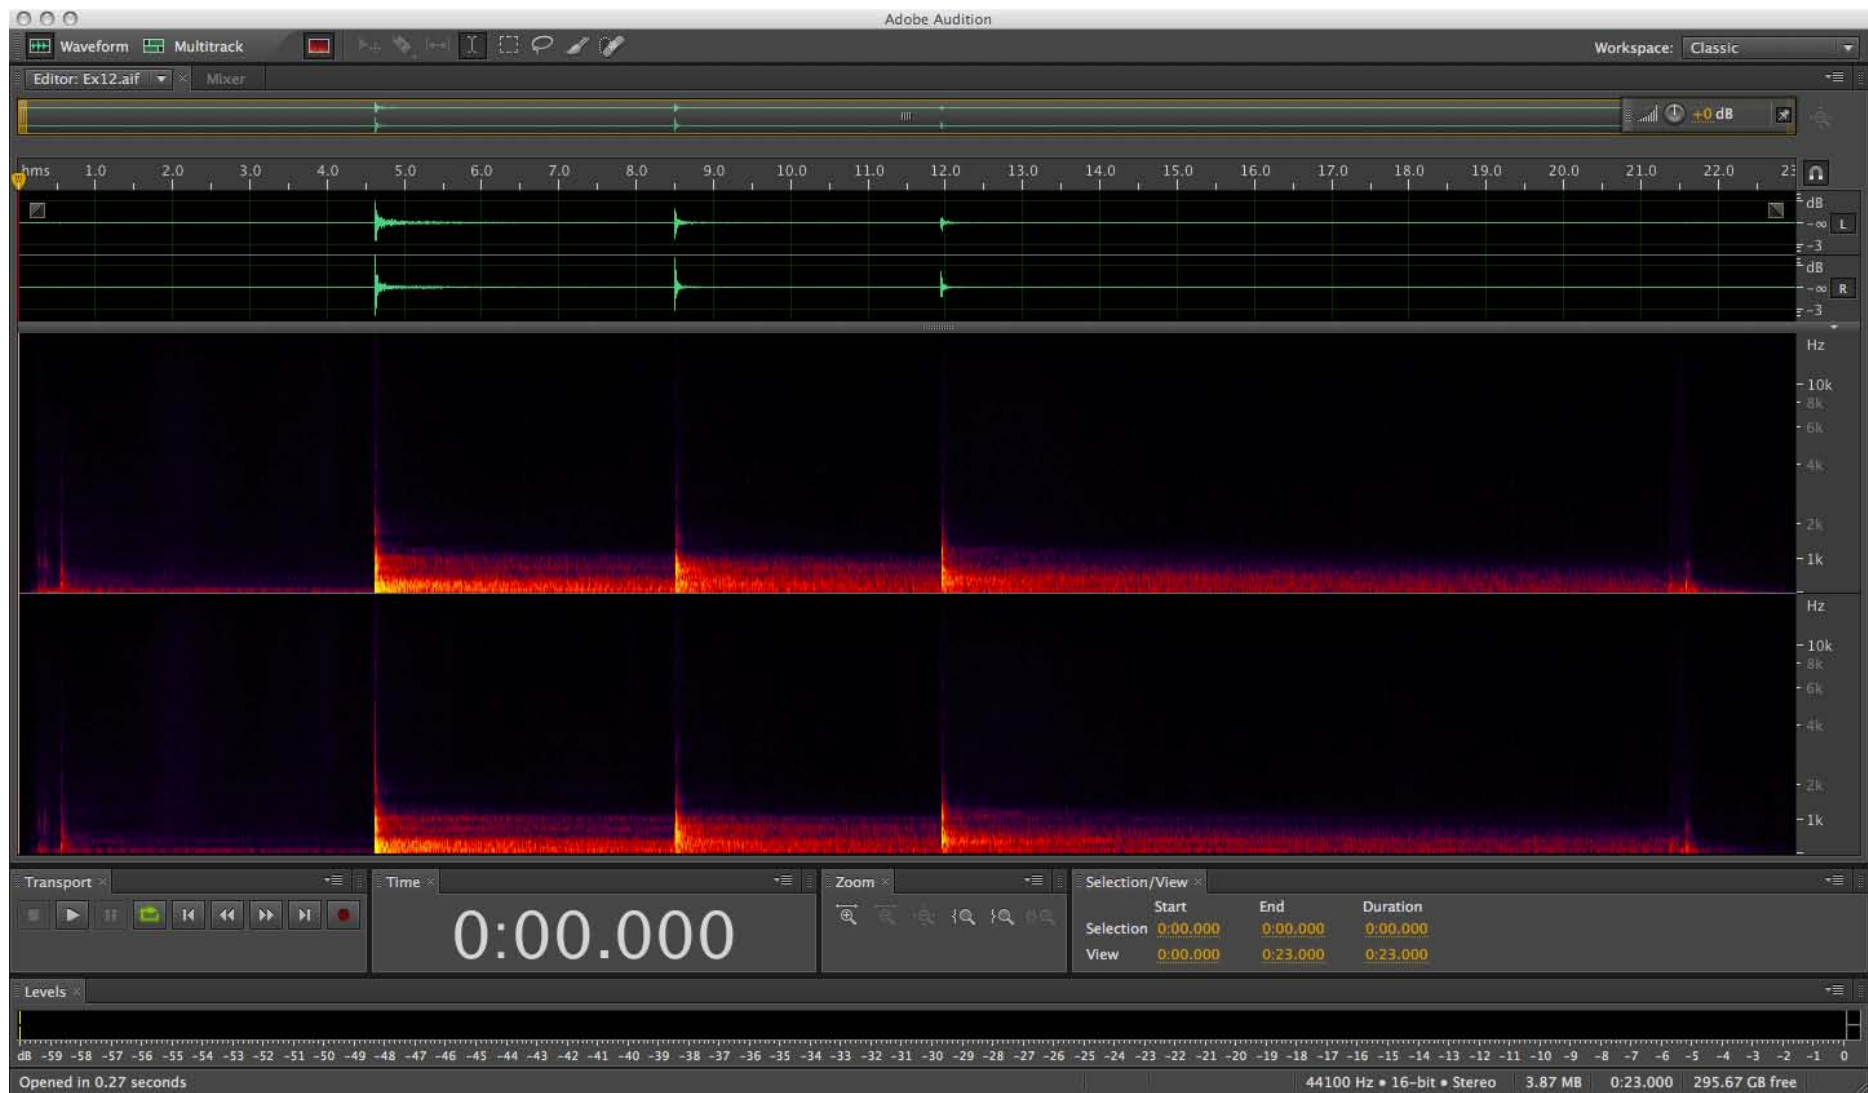 Adobe Audition
Waveform Multitrack Workspace: Classic
Editor: Ex12.aif Mixer
+0 dB
hms 1.0 2.0 3.0 4.0 5.0 6.0 7.0 8.0 9.0 10.0 11.0 12.0 13.0 14.0 15.0 16.0 17.0 18.0 19.0 20.0 21.0 22.0 23
dB
-∞ L
-3
dB
-∞ R
-3
Hz
10k
8k
6k
4k
2k
1k
Hz
10k
8k
6k
4k
2k
1k
Transport Time Zoom Selection/View
Start End Duration
Selection 0:00.000 0:00.000 0:00.000
View 0:00.000 0:23.000 0:23.000
0:00.000
Levels
dB -59 -58 -57 -56 -55 -54 -53 -52 -51 -50 -49 -48 -47 -46 -45 -44 -43 -42 -41 -40 -39 -38 -37 -36 -35 -34 -33 -32 -31 -30 -29 -28 -27 -26 -25 -24 -23 -22 -21 -20 -19 -18 -17 -16 -15 -14 -13 -12 -11 -10 -9 -8 -7 -6 -5 -4 -3 -2 -1 0
Opened in 0.27 seconds 44100 Hz • 16-bit • Stereo 3.87 MB 0:23.000 295.67 GB free